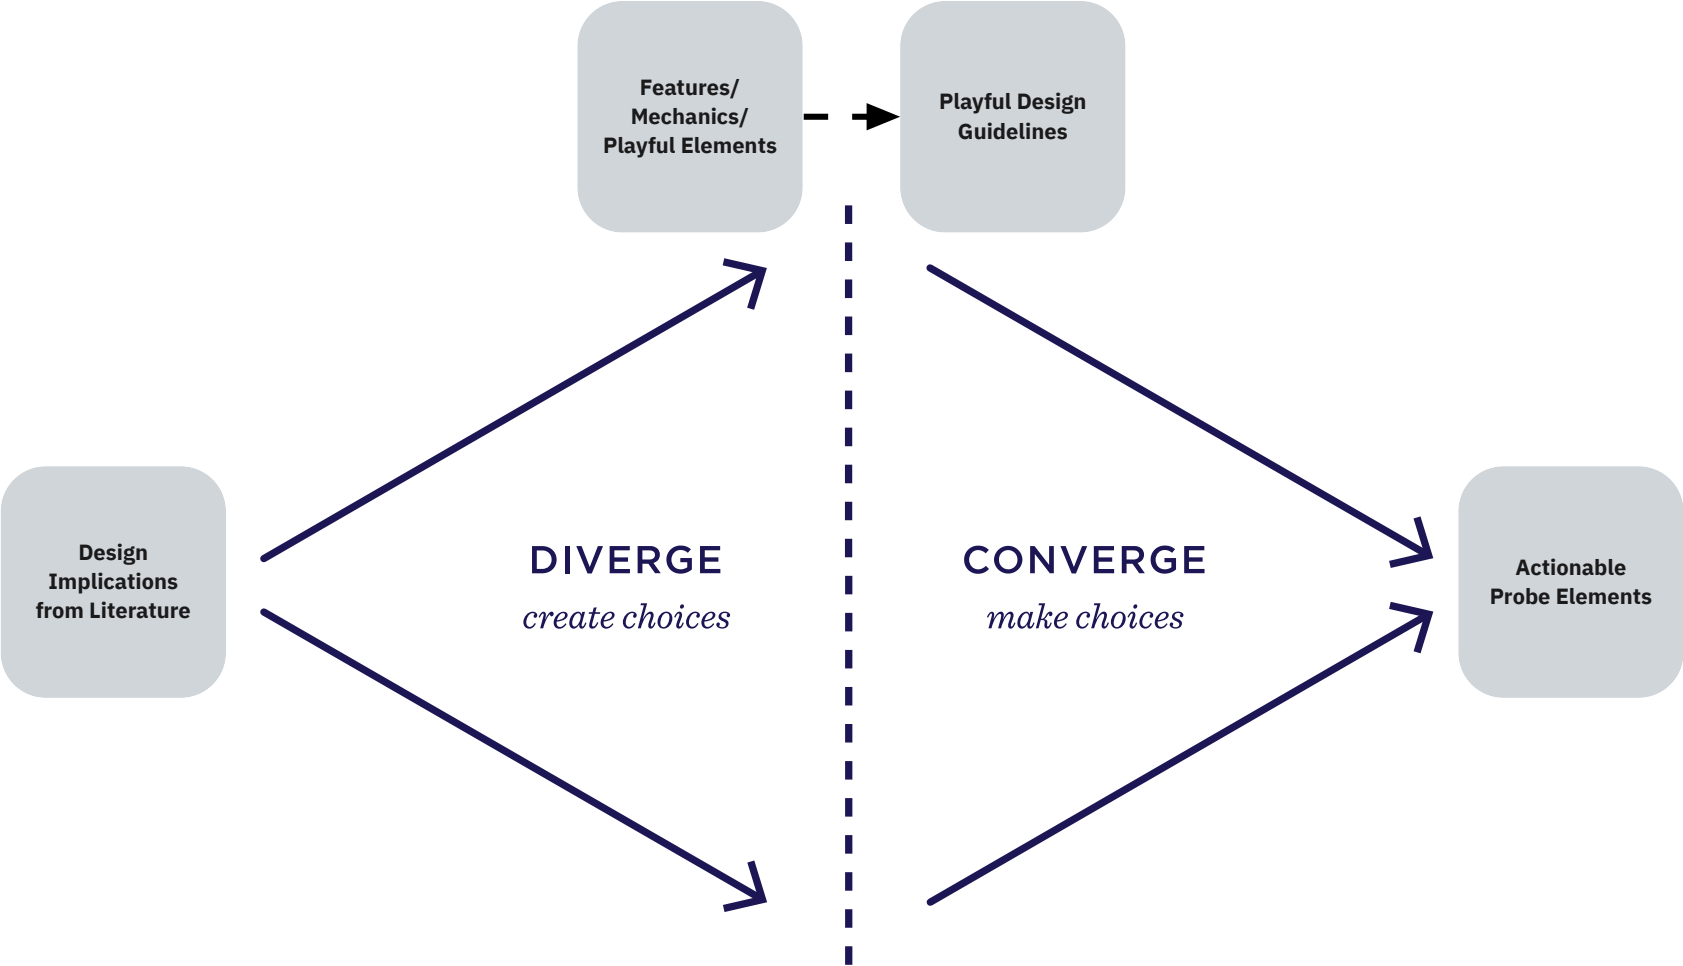 Features/
Mechanics/
Playful Elements
Playful Design
Guidelines
Design
Implications
from Literature
DIVERGE
create choices
CONVERGE
make choices
Actionable
Probe Elements